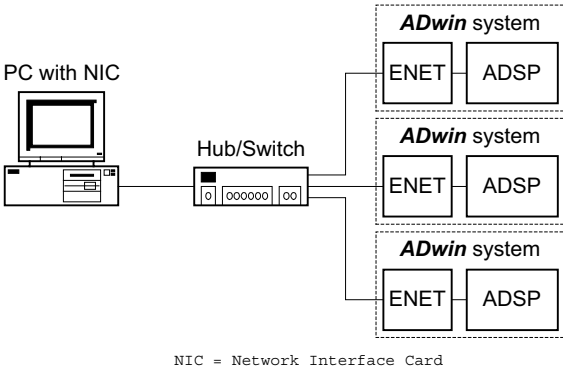 ADwin system
PC with NIC
ENET
ADSP
Hub/Switch
ADwin system
ENET
ADSP
ADwin system
ENET
ADSP
NIC = Network Interface Card